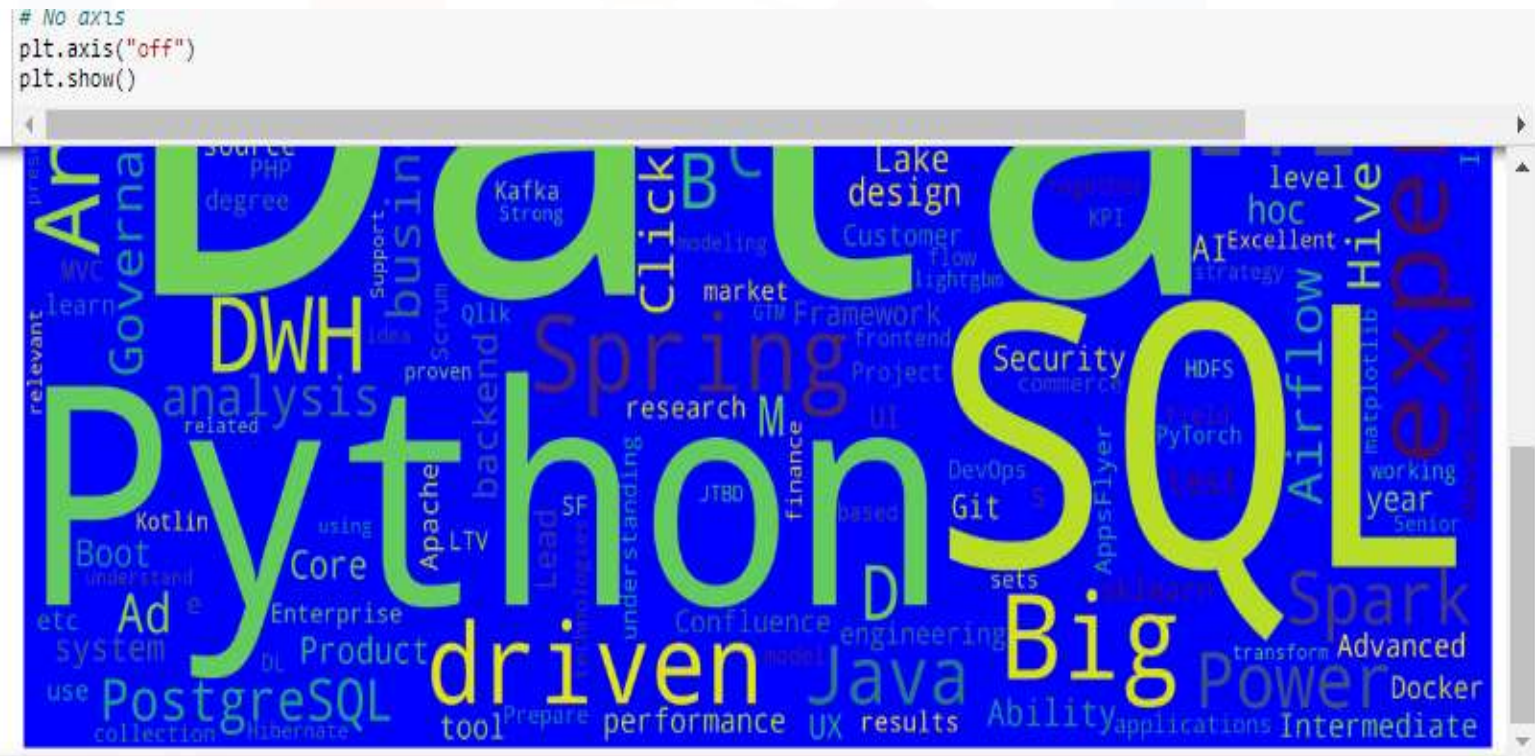 # No axis
plt.axis("off")
plt.show()
source
PHP
degree
Governa
MVC
learn
relevant
Support
busin
Data
Kafka
Strong
Click
B
modeling
Lake
design
Customer
flow
lightgbm
KPI
level
hoc
AI
Excellent
strategy
Hive
expe
DWH
idea
Scrum
Qlik
market
GTM
Framework
frontend
Project
Spring
proven
analysis
related
backend
research
M
finance
UI
SQL
Security
commerce
HDFS
PyTorch
Airflow
matplotlib
working
year
Senior
Python
Kotlin
using
Apache
LTV
Lead
SF
understanding
JTBD
based
DevOps
Git
S
AppsFlyer
test
Boot
understand
Core
technologies
D
sets
sklearn
Spark
etc
Ad
e
Enterprise
Confluence
engineering
Big
system
DL
Product
driven
model
Java
transform
Advanced
Power
Docker
use
PostgreSQL
collection
Hibernate
tool
Prepare
performance
UX
results
Ability
applications
Intermediate